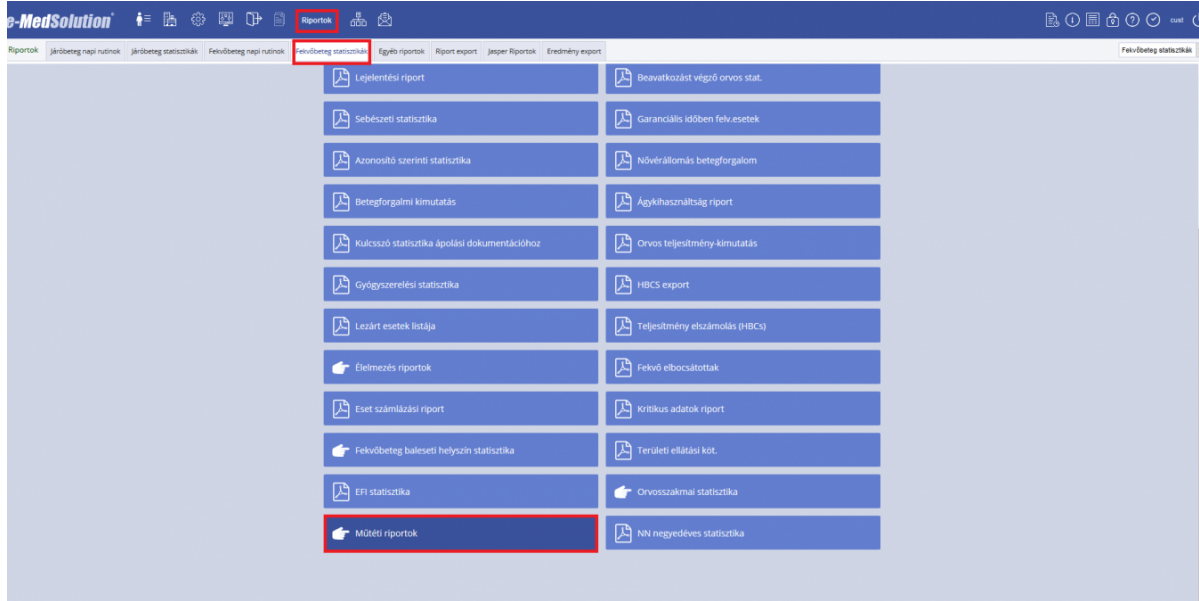 e-MedSolution
Riportok
cust
Riportok
Járóbeteg napi rutinok
Járóbeteg statisztikák
Fekvőbeteg napi rutinok
Fekvőbeteg statisztikák
Egyéb riportok
Riport export
Jasper Riportok
Eredmény export
Fekvőbeteg statisztikák
Lejelentési riport
Beavatkozást végző orvos stat.
Sebészeti statisztika
Garanciális időben felv.esetek
Azonosító szerinti statisztika
Nővérállomás betegforgalom
Betegforgalmi kimutatás
Ágykihasználtság riport
Kulcsszó statisztika ápolási dokumentációhoz
Orvos teljesítmény-kimutatás
Gyógyszerelési statisztika
HBCS export
Lezárt esetek listája
Teljesítmény elszámolás (HBCs)
Élelmezés riportok
Fekvő elbocsátottak
Eset számlázási riport
Kritikus adatok riport
Fekvőbeteg baleseti helyszín statisztika
Területi ellátási köt.
EFI statisztika
Orvosszakmai statisztika
Műtéti riportok
NN negyedéves statisztika